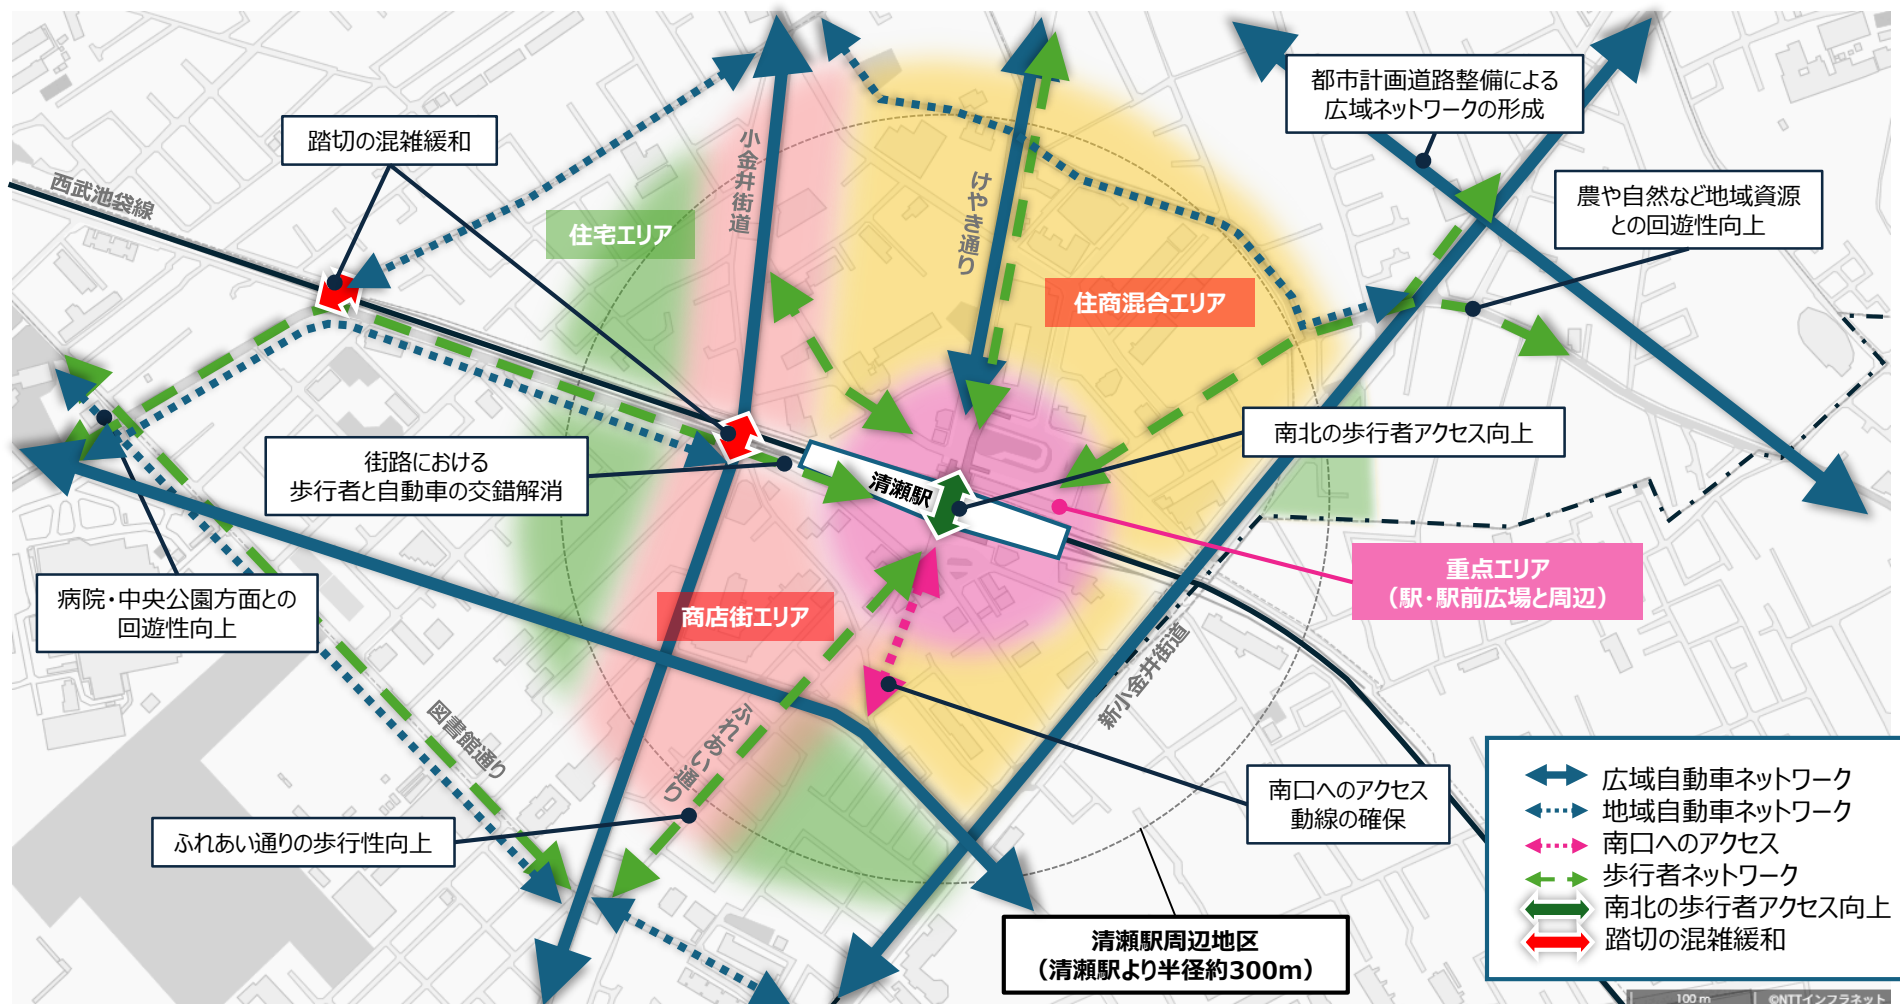 都市計画道路整備による
広域ネットワークの形成
踏切の混雑緩和
小金井街道
けやき通り
西武池袋線
農や自然など地域資源
との回遊性向上
住宅エリア
住商混合エリア
南北の歩行者アクセス向上
街路における
歩行者と自動車の交錯解消
清瀬駅
重点エリア
（駅・駅前広場と周辺）
病院・中央公園方面との
回遊性向上
商店街エリア
新小金井街道
図書館通り
ふれあい通り
南口へのアクセス
動線の確保
ふれあい通りの歩行性向上
清瀬駅周辺地区
（清瀬駅より半径約300m）
広域自動車ネットワーク
地域自動車ネットワーク
南口へのアクセス
歩行者ネットワーク
南北の歩行者アクセス向上
踏切の混雑緩和
100 m
©NTTインフラネット